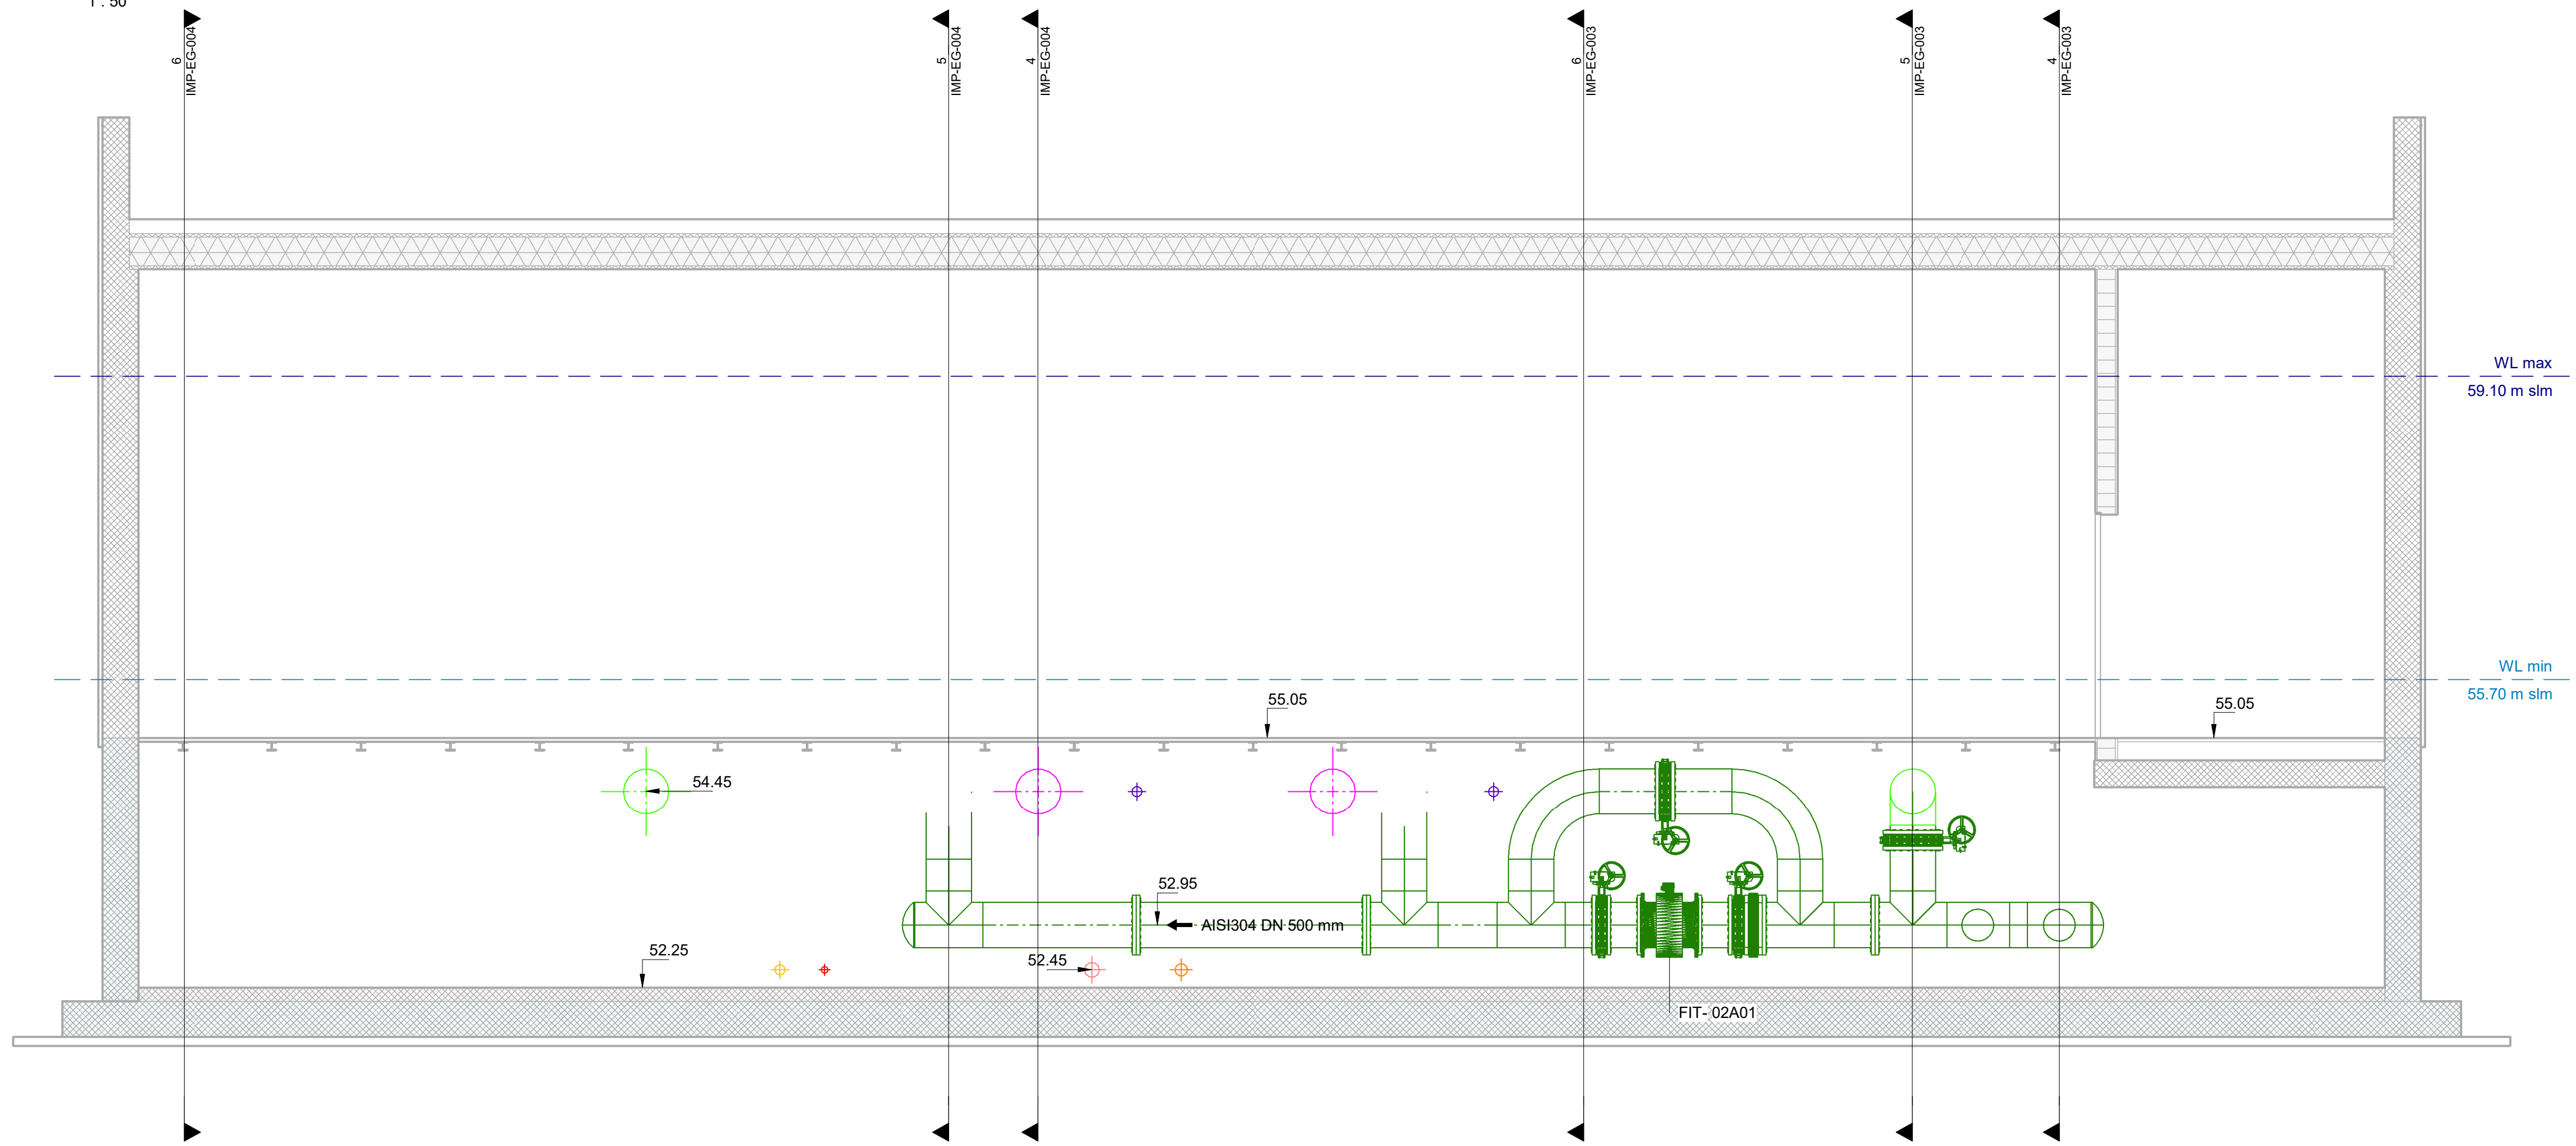 1 : 50
6
IMP-EG-004
5
IMP-EG-004
4
IMP-EG-004
6
IMP-EG-003
5
IMP-EG-003
4
IMP-EG-003
WL max
59.10 m slm
WL min
55.70 m slm
55.05
55.05
54.45
52.95
AISI304 DN 500 mm
52.25
52.45
FIT- 02A01